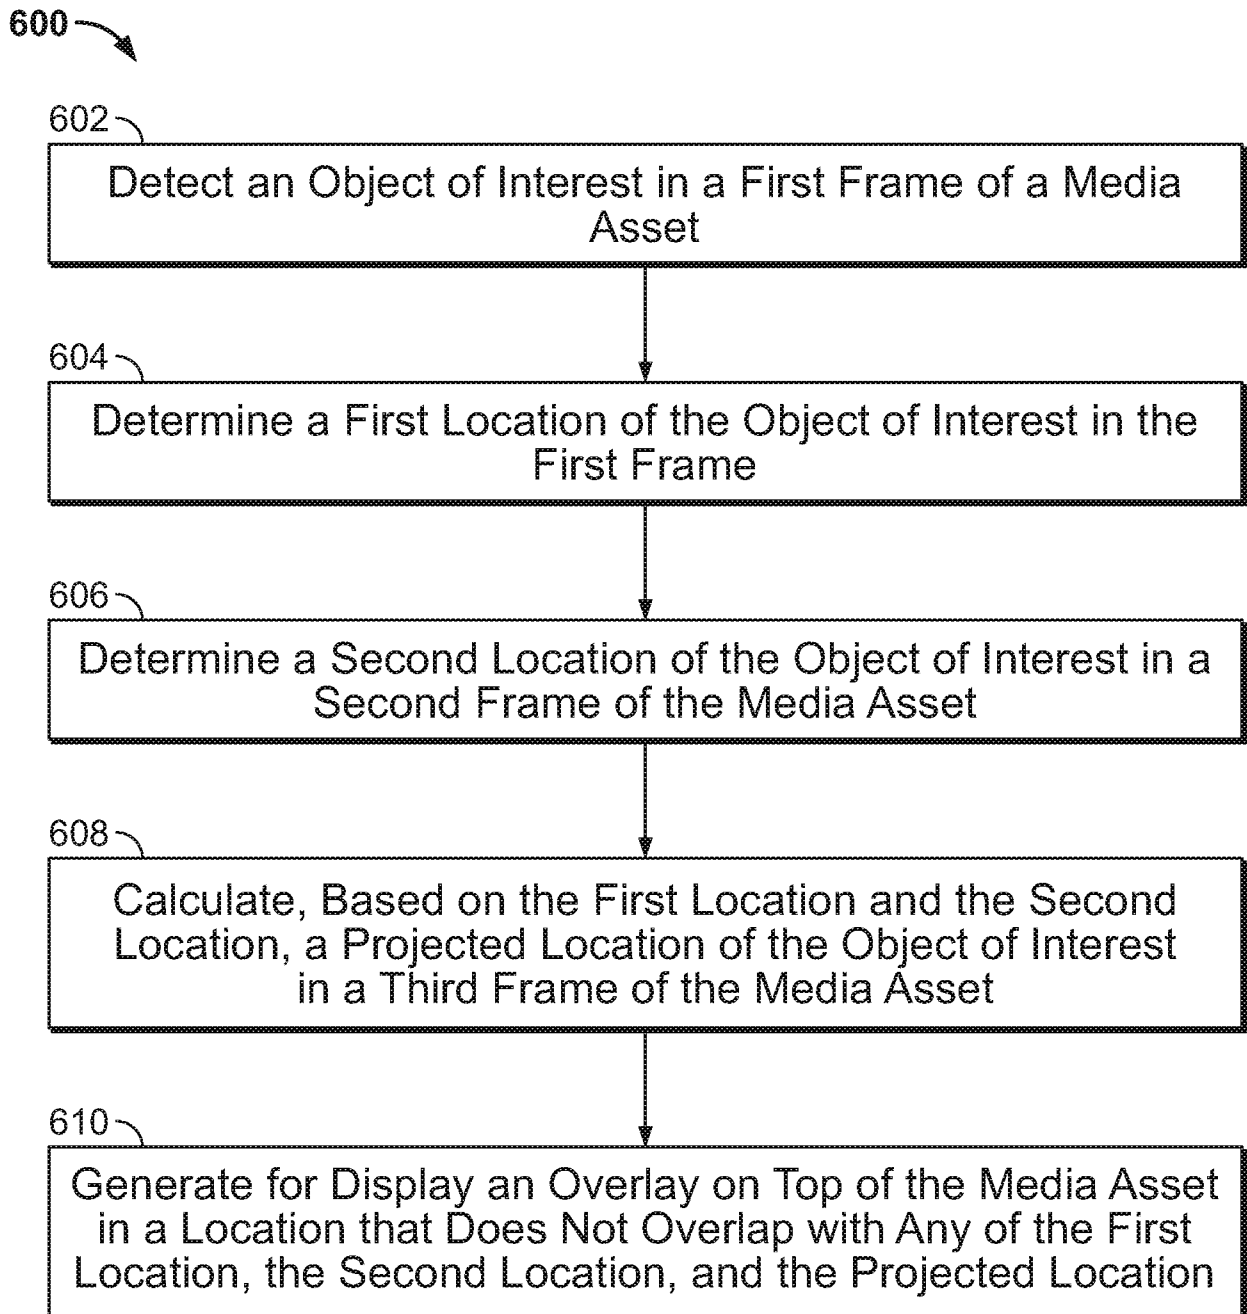 600
602
Detect an Object of Interest in a First Frame of a Media
Asset
604
Determine a First Location of the Object of Interest in the
First Frame
606
Determine a Second Location of the Object of Interest in a
Second Frame of the Media Asset
608
Calculate, Based on the First Location and the Second
Location, a Projected Location of the Object of Interest
in a Third Frame of the Media Asset
610
Generate for Display an Overlay on Top of the Media Asset
in a Location that Does Not Overlap with Any of the First
Location, the Second Location, and the Projected Location